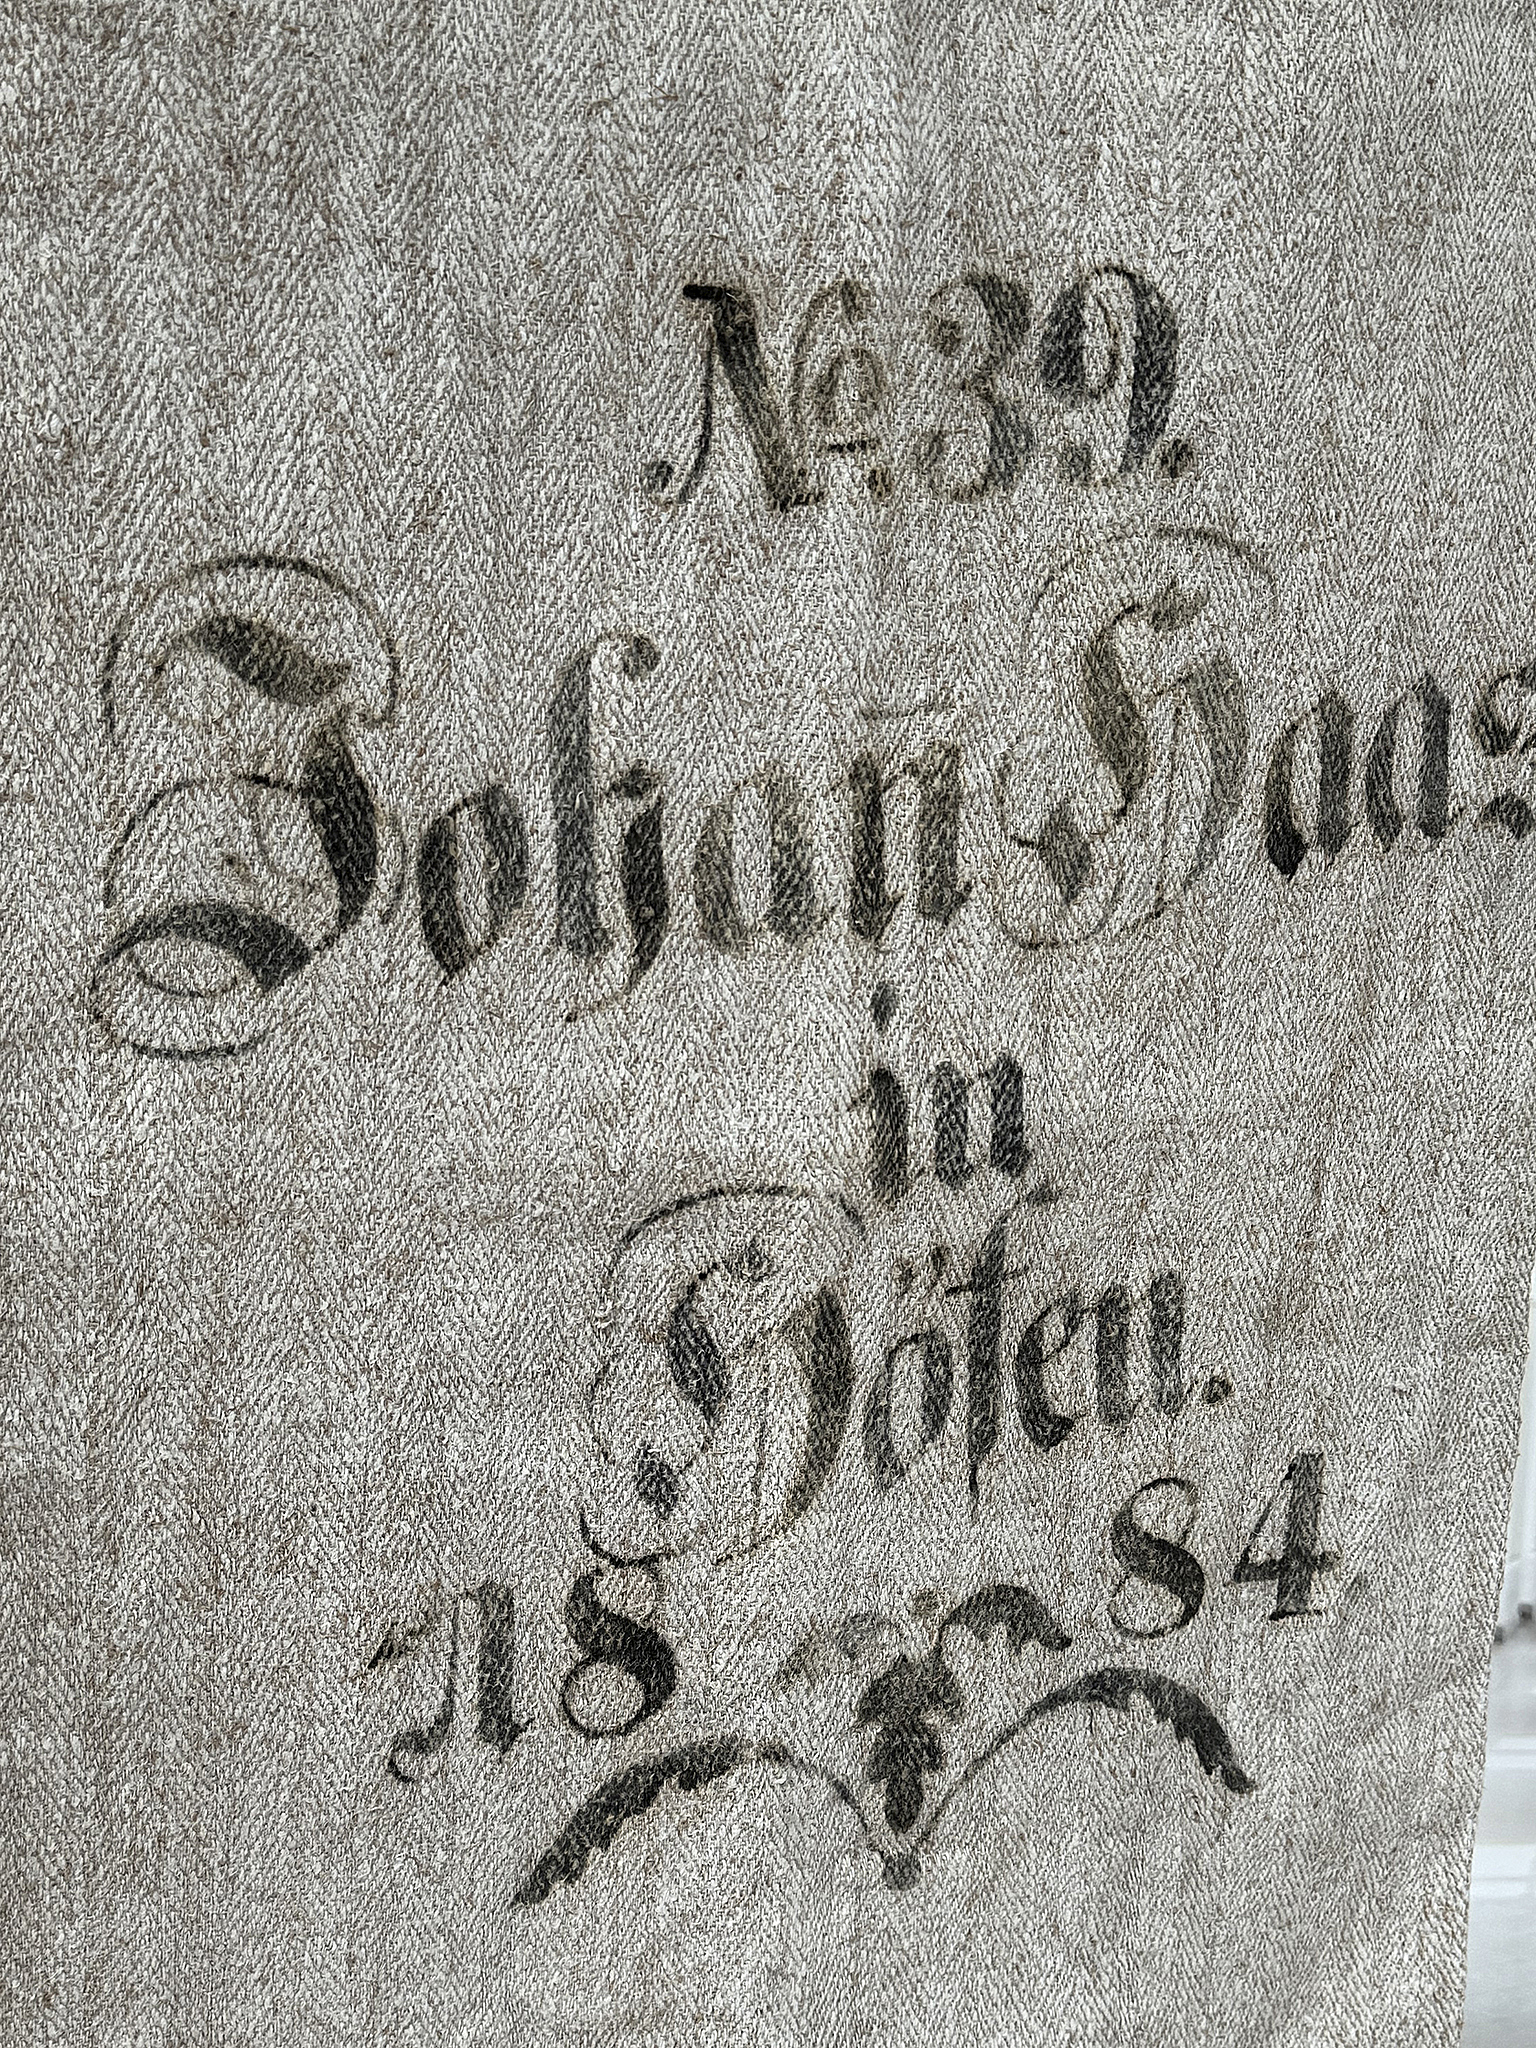 No 39.
Johan̄ Haas
in
Höfen.
18 84